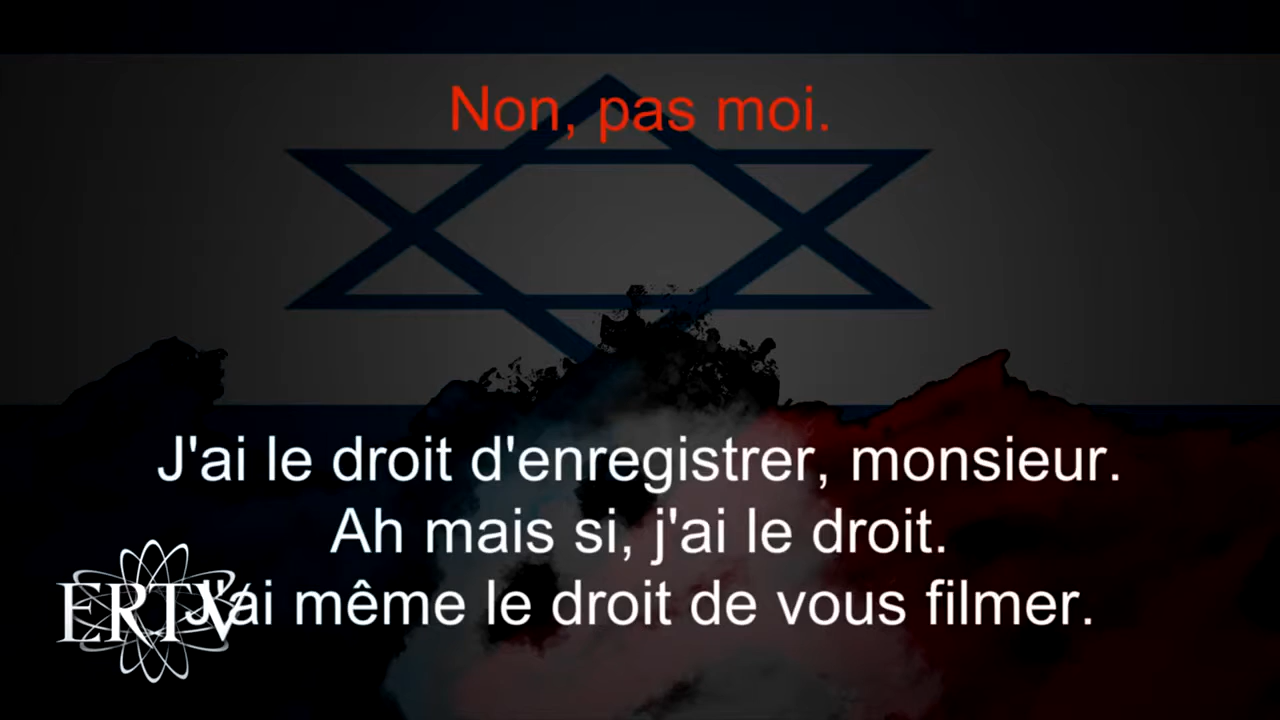 Non, pas moi.
J'ai le droit d'enregistrer, monsieur.
Ah mais si, j'ai le droit.
J'ai même le droit de vous filmer.
ERTV